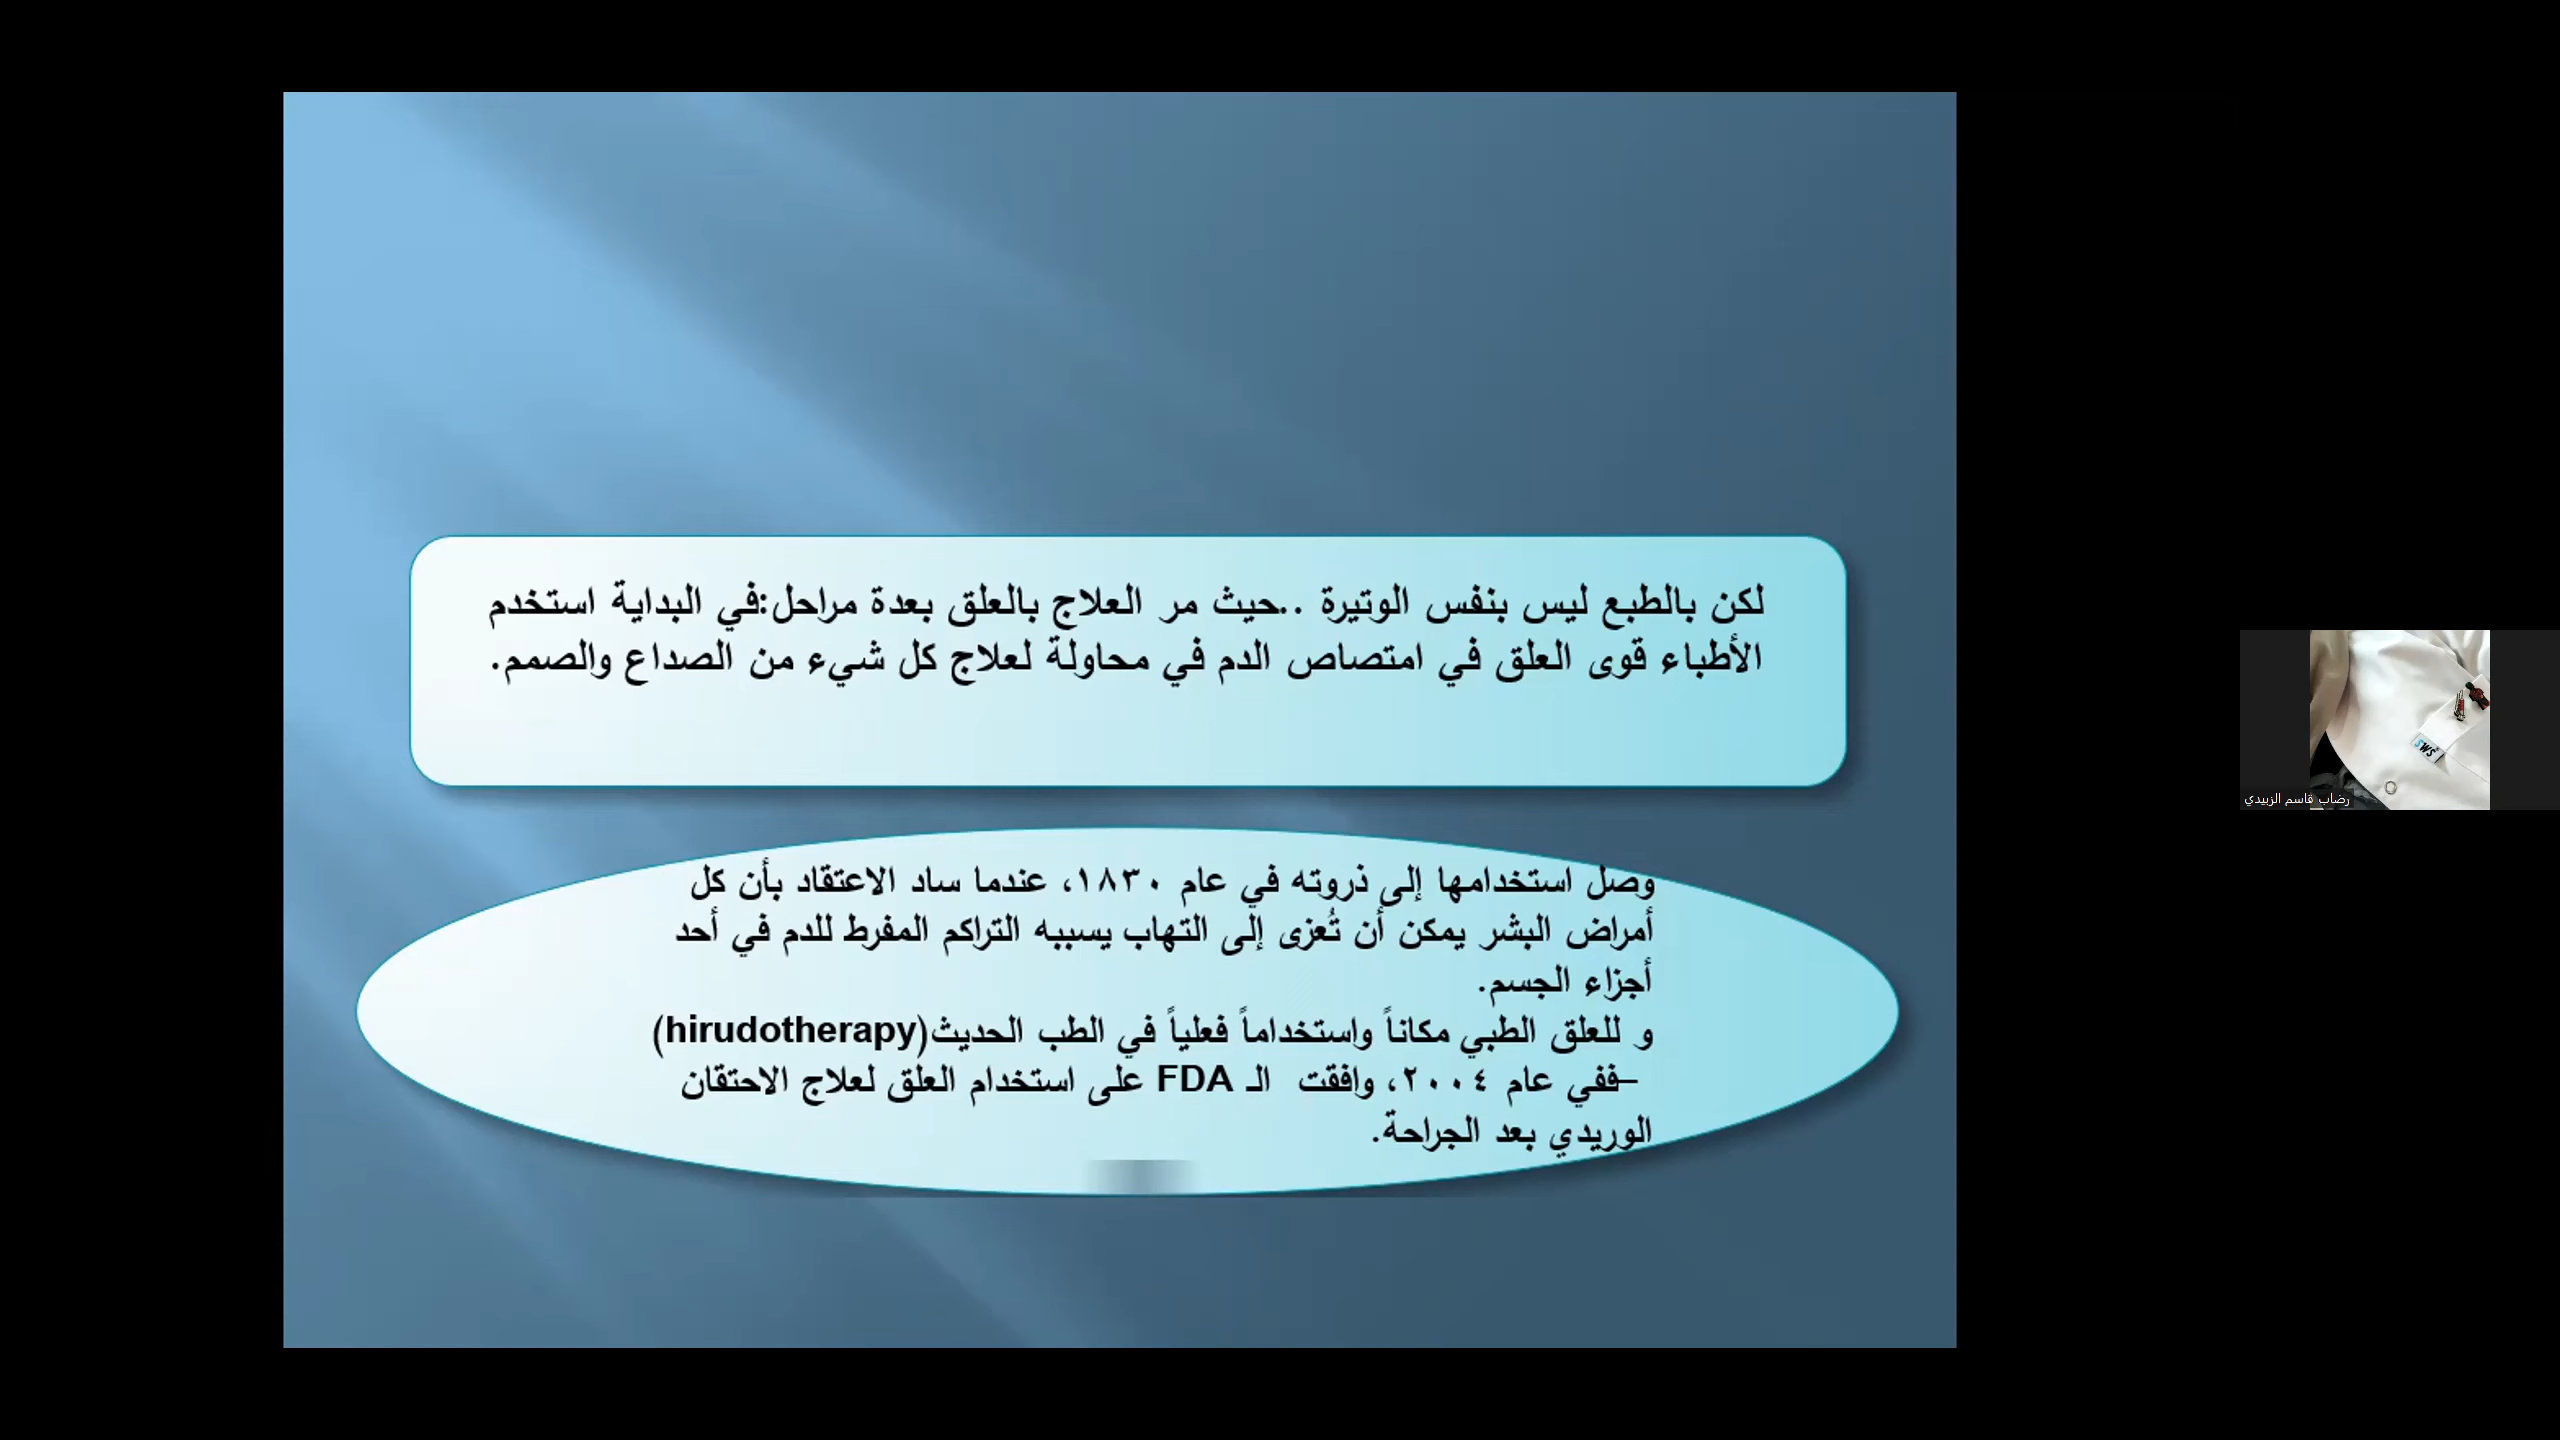 لكن بالطبع ليس بنفس الوتيرة ..حيث مر العلاج بالعلق بعدة مراحل:في البداية استخدم
الأطباء قوى العلق في امتصاص الدم في محاولة لعلاج كل شيء من الصداع والصمم.
وصل استخدامها إلى ذروته في عام ١٨٣٠، عندما ساد الاعتقاد بأن كل
أمراض البشر يمكن أن تُعزى إلى التهاب يسببه التراكم المفرط للدم في أحد
أجزاء الجسم.
و للعلق الطبي مكاناً واستخداماً فعلياً في الطب الحديث(hirudotherapy)
–ففي عام ٢٠٠٤، وافقت الـ FDA على استخدام العلق لعلاج الاحتقان
الوريدي بعد الجراحة.
SWS
رضاب قاسم الزبيدي